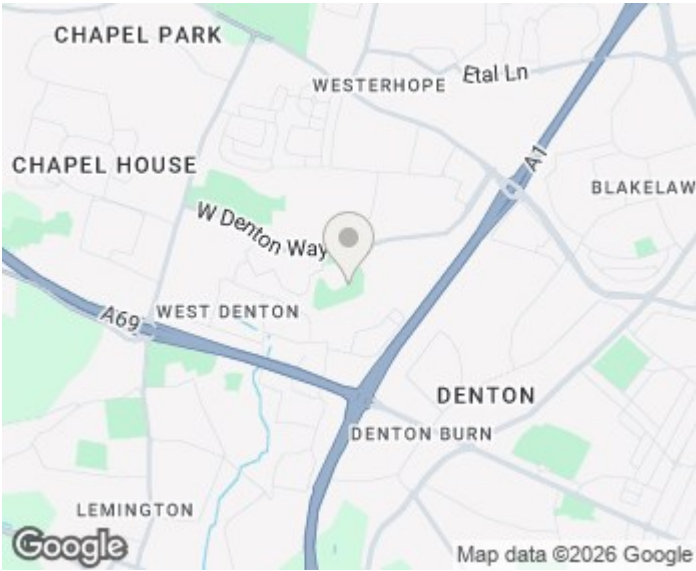 CHAPEL PARK
WESTERHOPE
Etal Ln
A1
CHAPEL HOUSE
BLAKELAW
W Denton Way
A69
WEST DENTON
DENTON
DENTON BURN
LEMINGTON
Google
Map data ©2026 Google